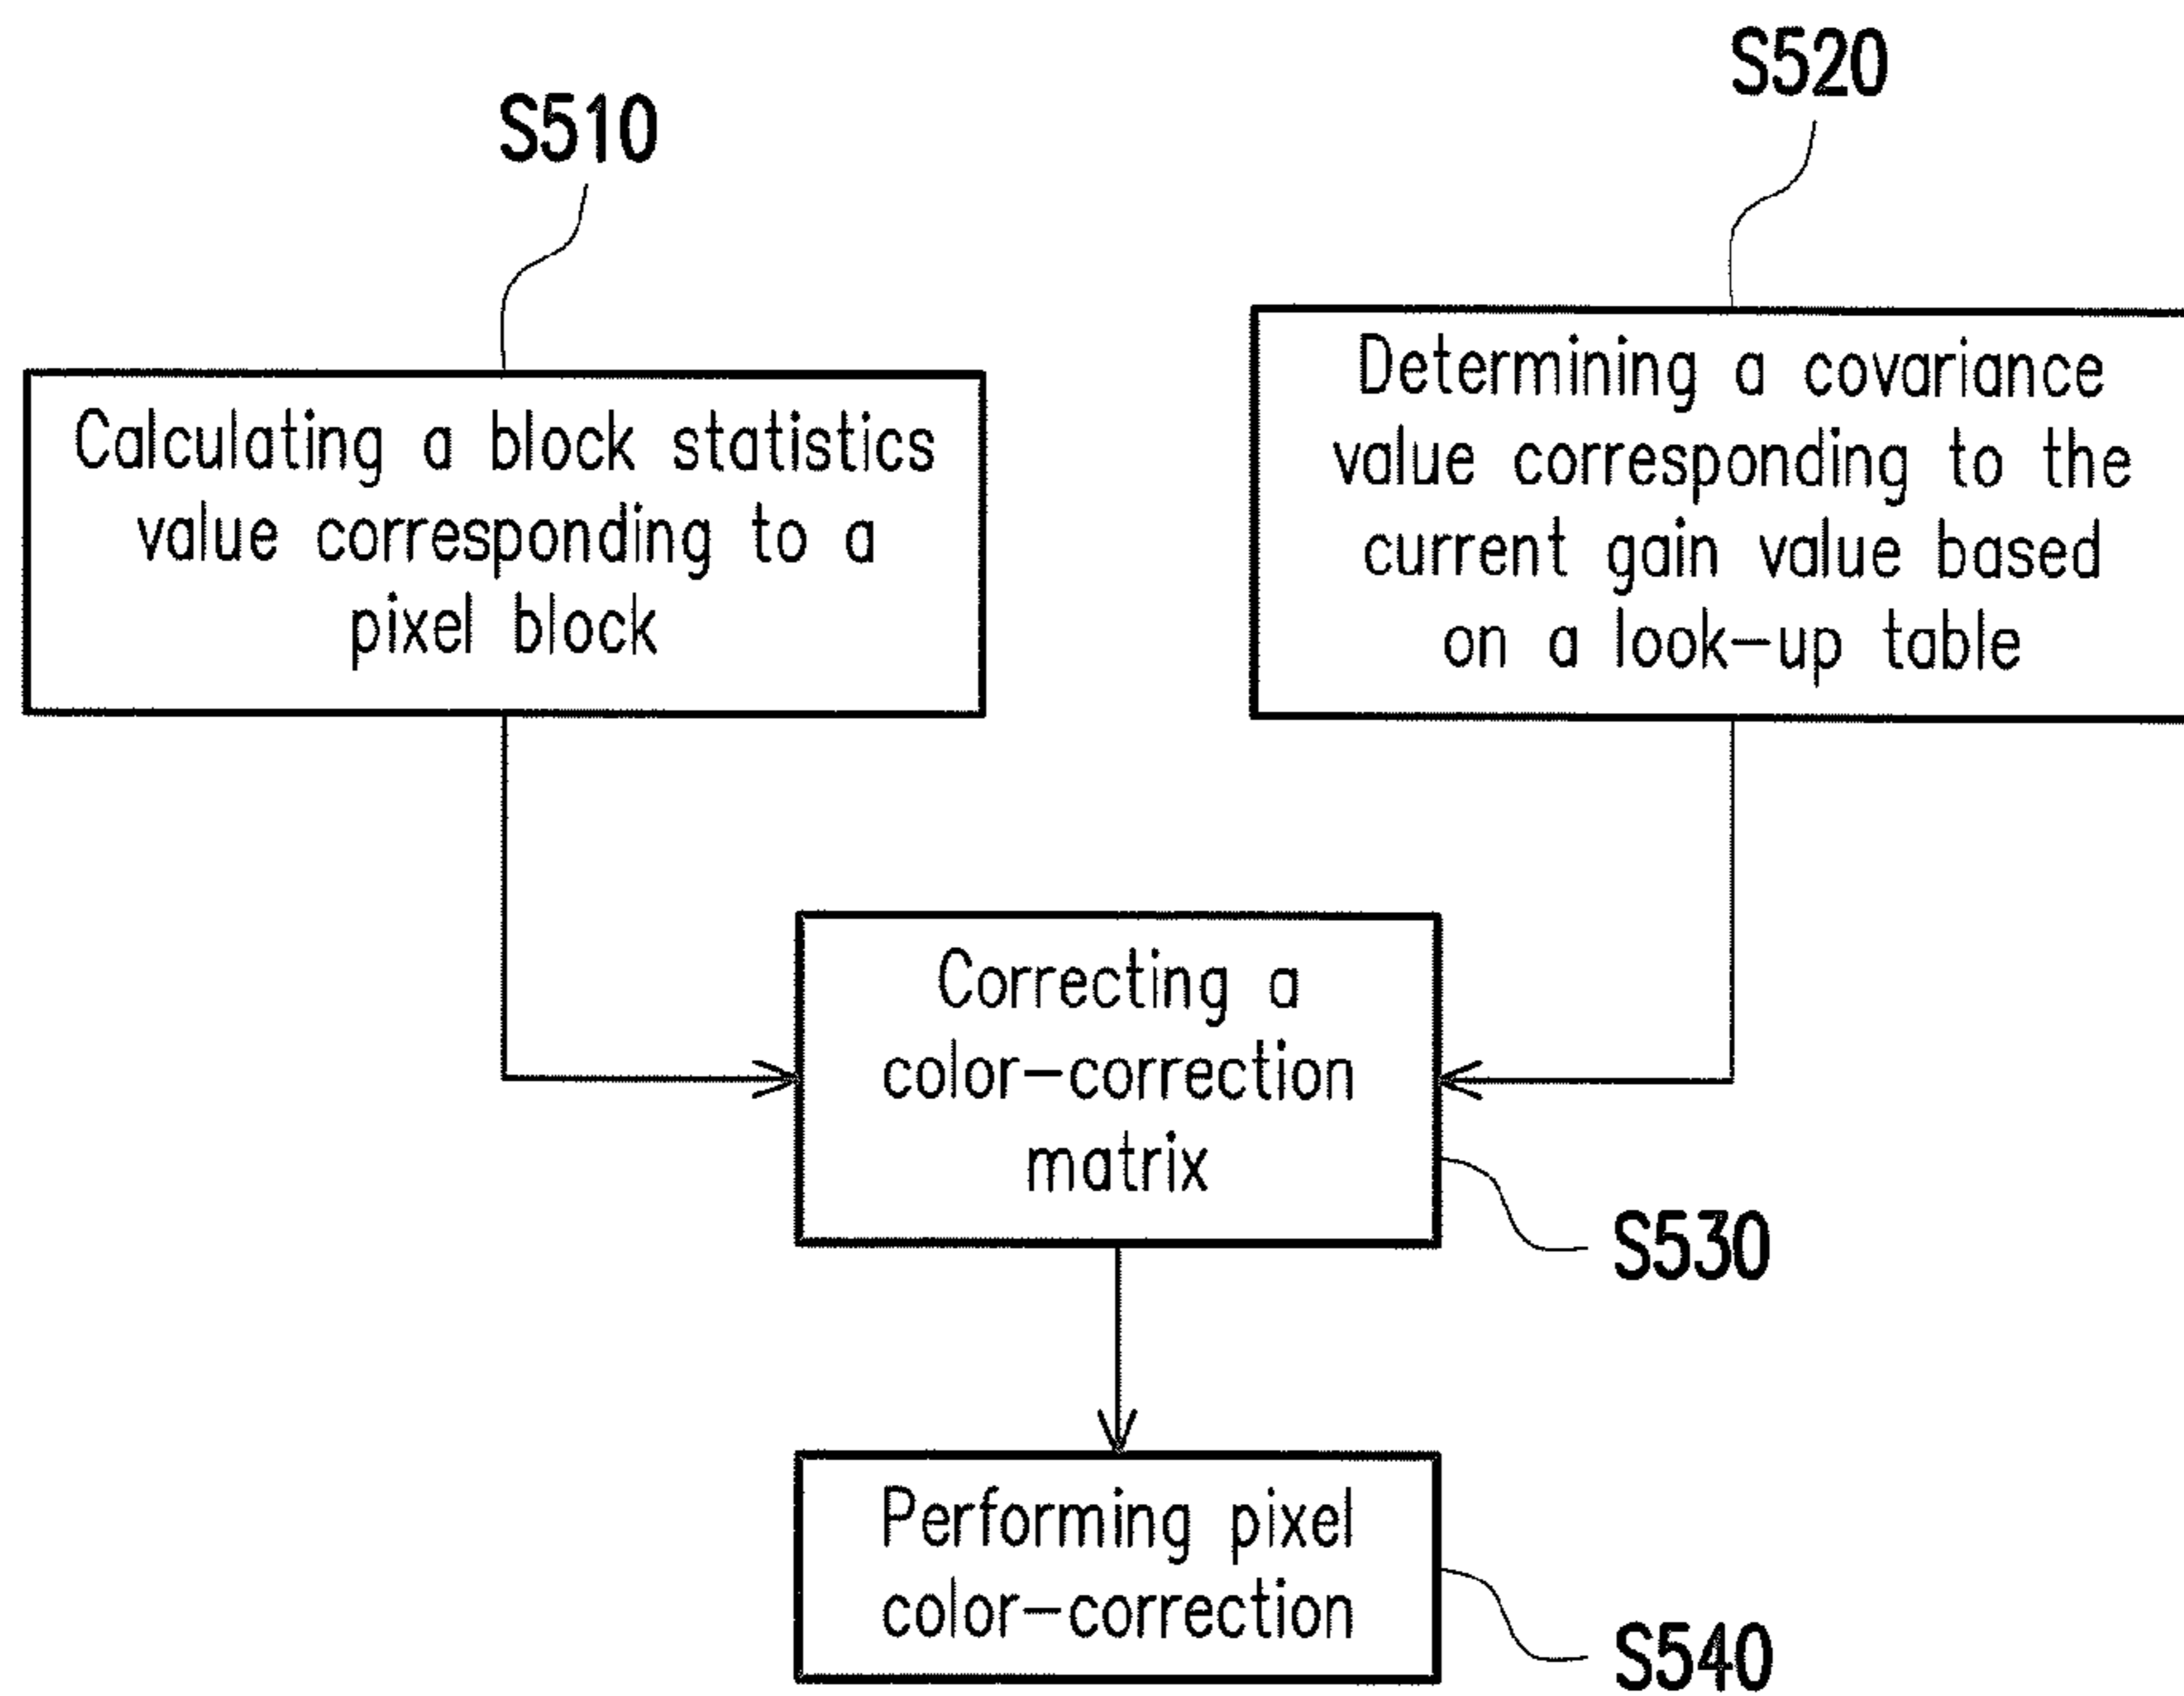 S510
Calculating a block statistics
value corresponding to a
pixel block
S520
Determining a covariance
value corresponding to the
current gain value based
on a look-up table
Correcting a
color-correction
matrix
S530
Performing pixel
color-correction
S540